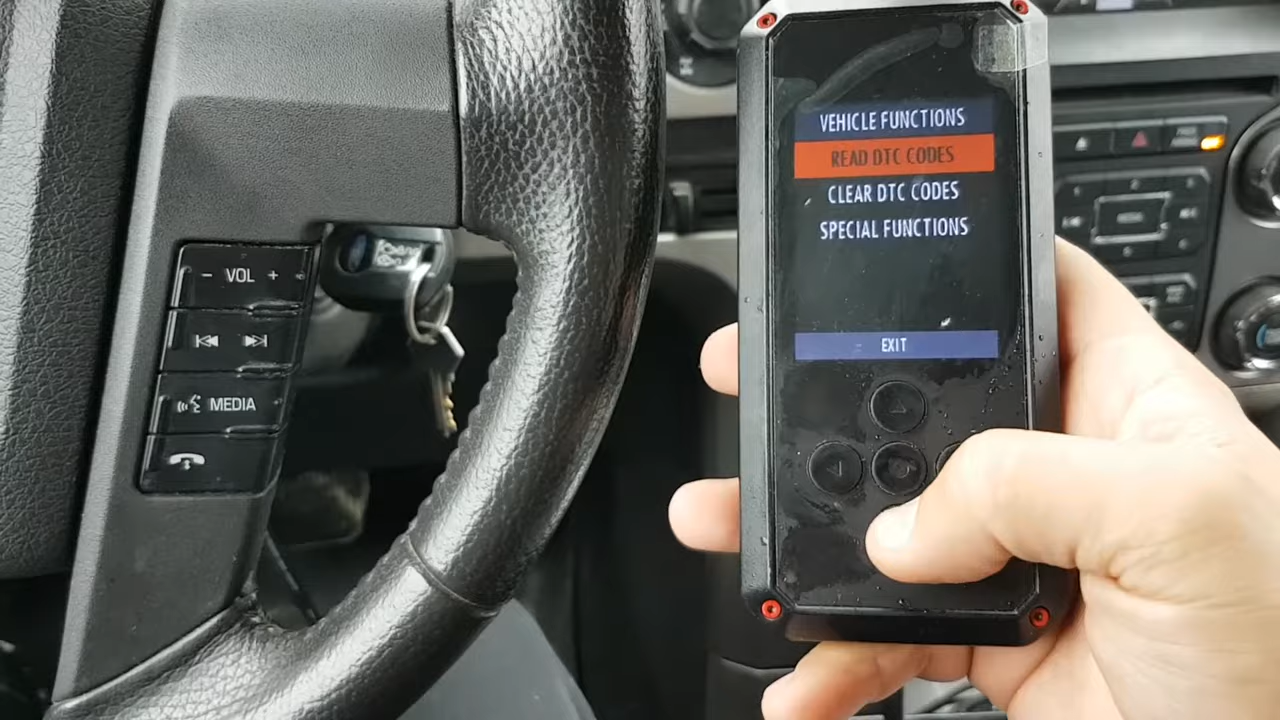 - VOL +
MEDIA
VEHICLE FUNCTIONS
READ DTC CODES
CLEAR DTC CODES
SPECIAL FUNCTIONS
EXIT